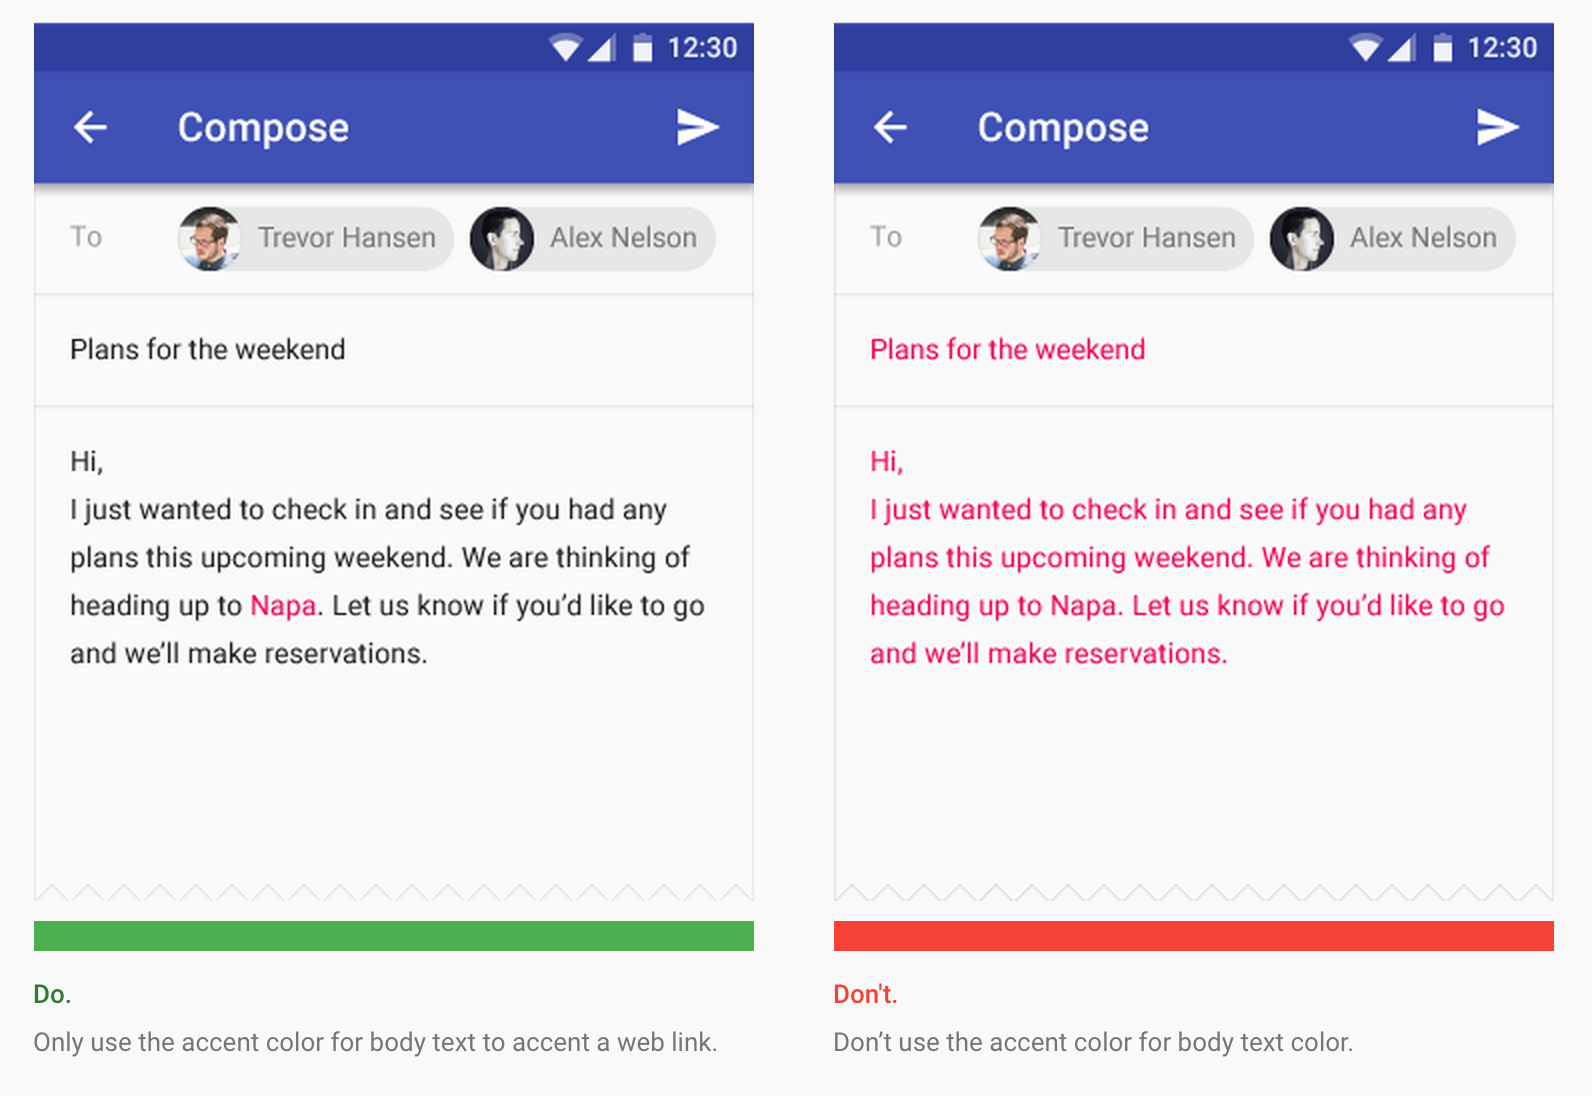 12:30
Compose
To
Trevor Hansen
Alex Nelson
Plans for the weekend
Hi,
I just wanted to check in and see if you had any
plans this upcoming weekend. We are thinking of
heading up to Napa. Let us know if you’d like to go
and we’ll make reservations.
Do.
Only use the accent color for body text to accent a web link.
12:30
Compose
To
Trevor Hansen
Alex Nelson
Plans for the weekend
Hi,
I just wanted to check in and see if you had any
plans this upcoming weekend. We are thinking of
heading up to Napa. Let us know if you’d like to go
and we’ll make reservations.
Don't.
Don’t use the accent color for body text color.